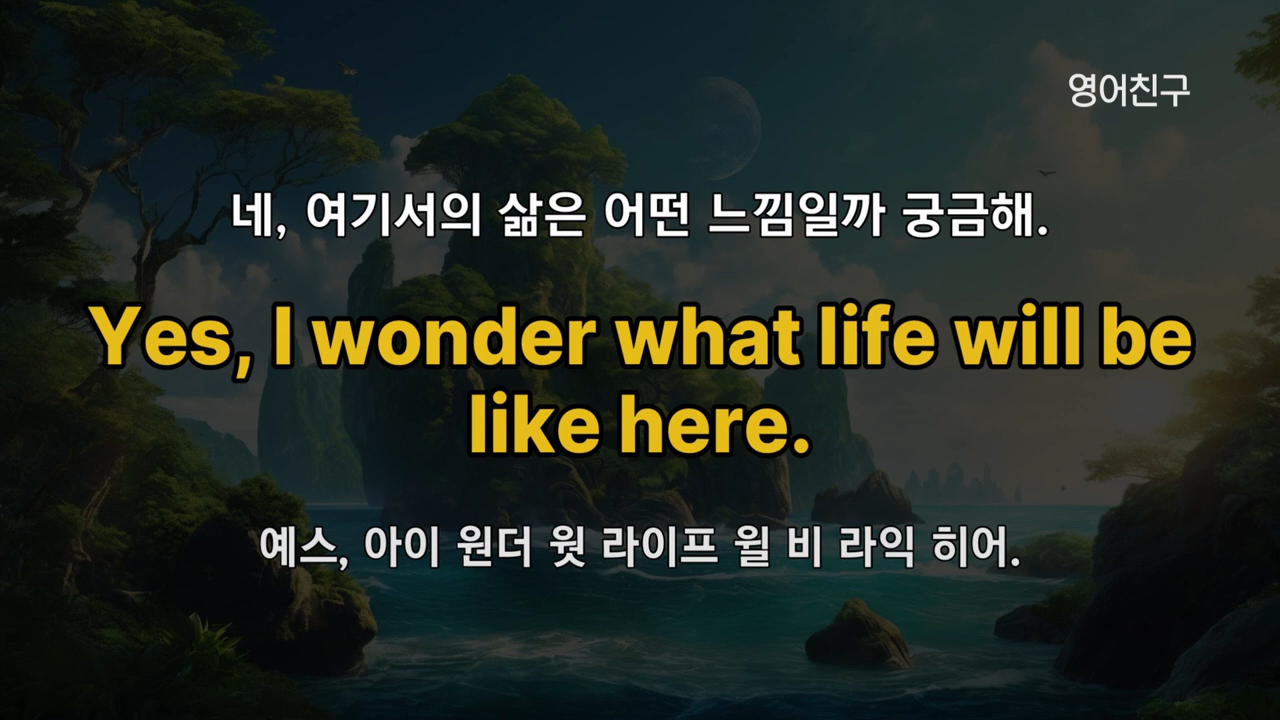 영어친구
네, 여기서의 삶은 어떤 느낌일까 궁금해.
Yes, I wonder what life will be
like here.
예스, 아이 원더 왓 라이프 윌 비 라익 히어.